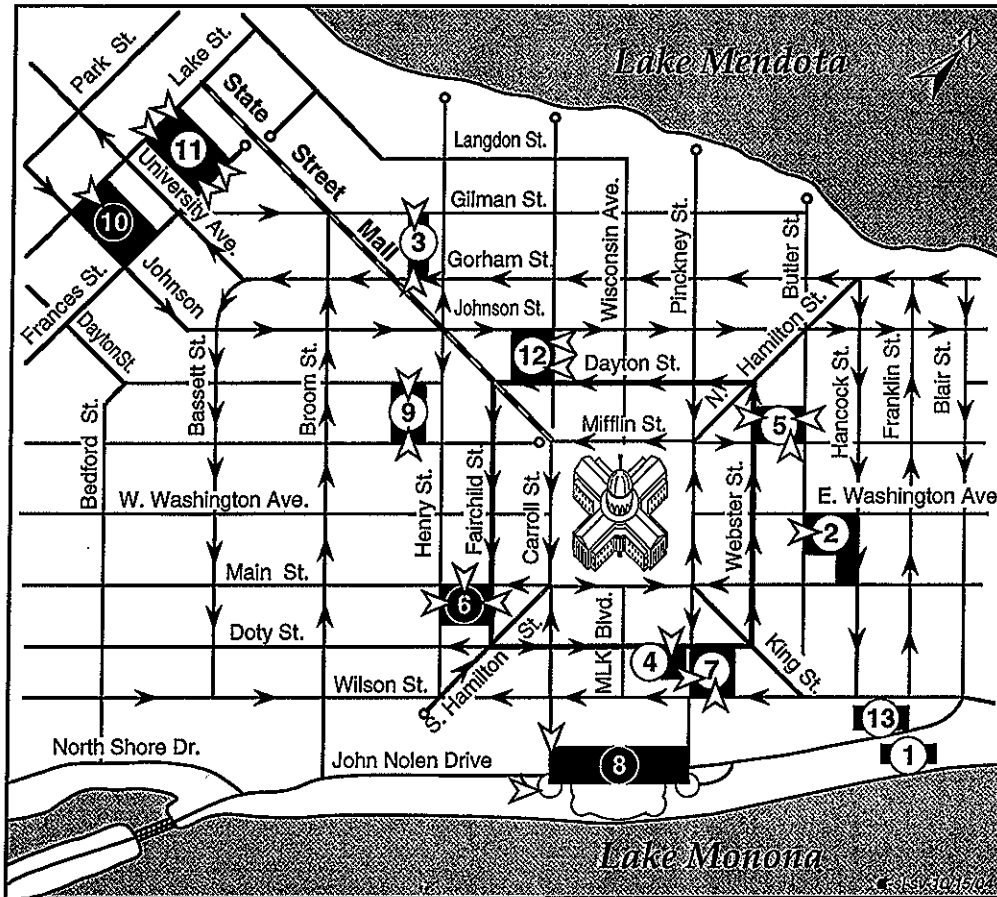 Park St.
Lake St.
State Street Mall
Lake Mendota
Langdon St.
11
University Ave.
Gilman St.
10
3
Wisconsin Ave.
Pinckney St.
Butler St.
Gorham St.
Frances St.
Johnson
Johnson St.
N. Hamilton St.
DaytonSt.
12
Dayton St.
Bassett St.
Broom St.
Hancock St.
Franklin St.
Blair St.
9
Mifflin St.
5
Bedford St.
Henry St.
Fairchild St.
Carroll St.
Webster St.
W. Washington Ave.
E. Washington Ave
2
Main St.
6
MLK Blvd.
Doty St.
4
7
King St.
Wilson St.
S. Hamilton St.
13
North Shore Dr.
John Nolen Drive
8
1
Lake Monona